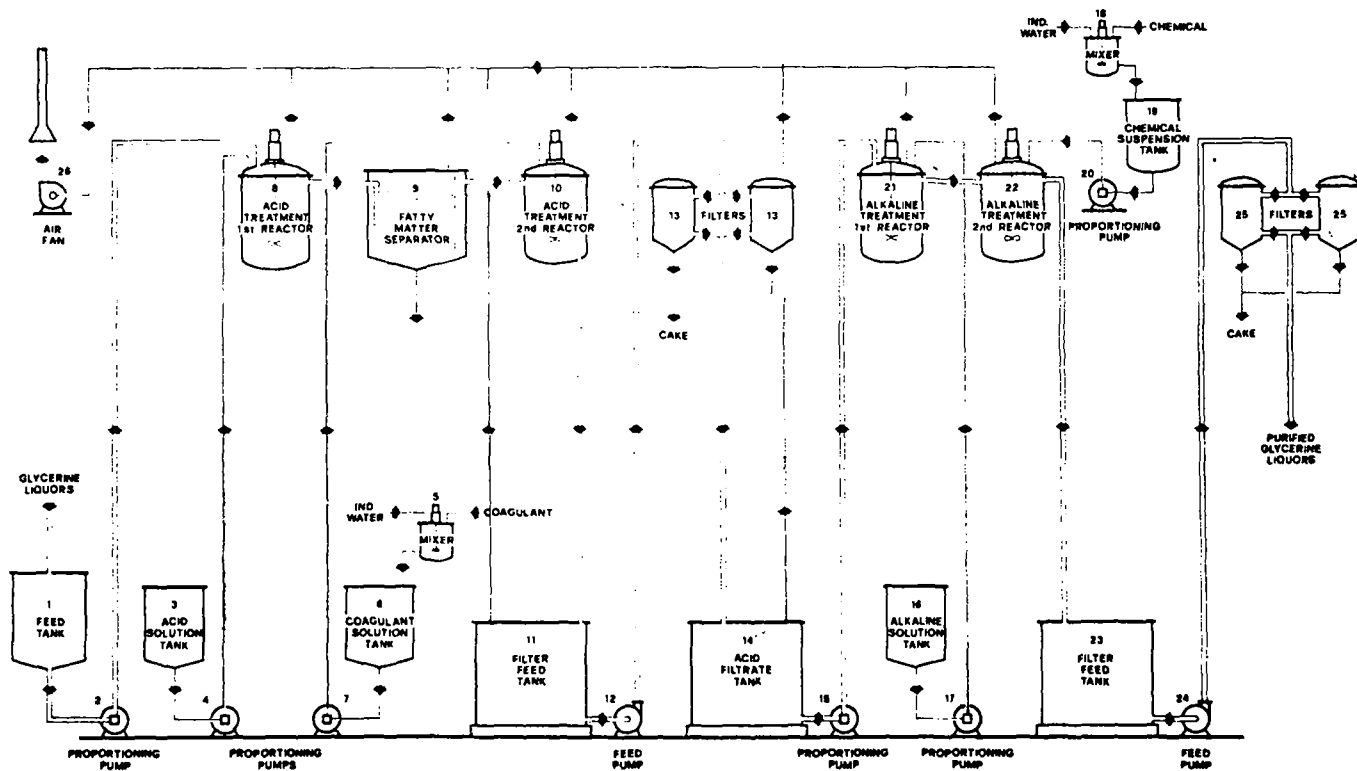 16
IND.
WATER
CHEMICAL
MIXER
19
CHEMICAL
SUSPENSION
TANK
26
AIR
FAN
8
ACID
TREATMENT
1st REACTOR
9
FATTY
MATTER
SEPARATOR
10
ACID
TREATMENT
2nd REACTOR
13
FILTERS
13
21
ALKALINE
TREATMENT
1st REACTOR
22
ALKALINE
TREATMENT
2nd REACTOR
20
PROPORTIONING
PUMP
25
FILTERS
25
CAKE
CAKE
PURIFIED
GLYCERINE
LIQUORS
GLYCERINE
LIQUORS
5
IND
WATER
COAGULANT
MIXER
1
FEED
TANK
3
ACID
SOLUTION
TANK
6
COAGULANT
SOLUTION
TANK
11
FILTER
FEED
TANK
14
ACID
FILTRATE
TANK
16
ALKALINE
SOLUTION
TANK
23
FILTER
FEED
TANK
2
4
7
12
15
17
24
PROPORTIONING
PUMP
PROPORTIONING
PUMPS
FEED
PUMP
PROPORTIONING
PUMP
PROPORTIONING
PUMP
FEED
PUMP